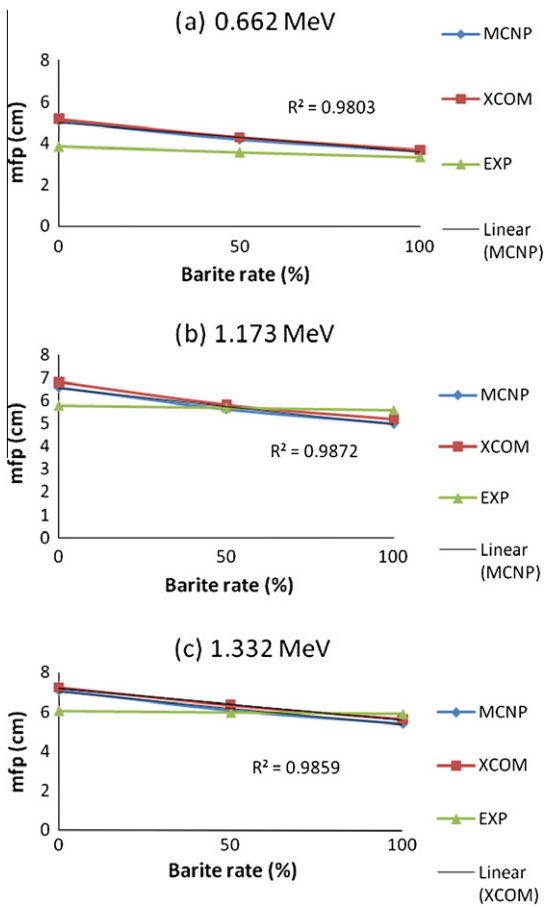 (a) 0.662 MeV
mfp (cm)
8
6
4
2
0
R² = 0.9803
0 50 100
Barite rate (%)
MCNP
XCOM
EXP
Linear
(MCNP)
(b) 1.173 MeV
mfp (cm)
8
7
6
5
4
3
2
1
0
R² = 0.9872
0 50 100
Barite rate (%)
MCNP
XCOM
EXP
Linear
(MCNP)
(c) 1.332 MeV
mfp (cm)
8
6
4
2
0
R² = 0.9859
0 50 100
Barite rate (%)
MCNP
XCOM
EXP
Linear
(XCOM)